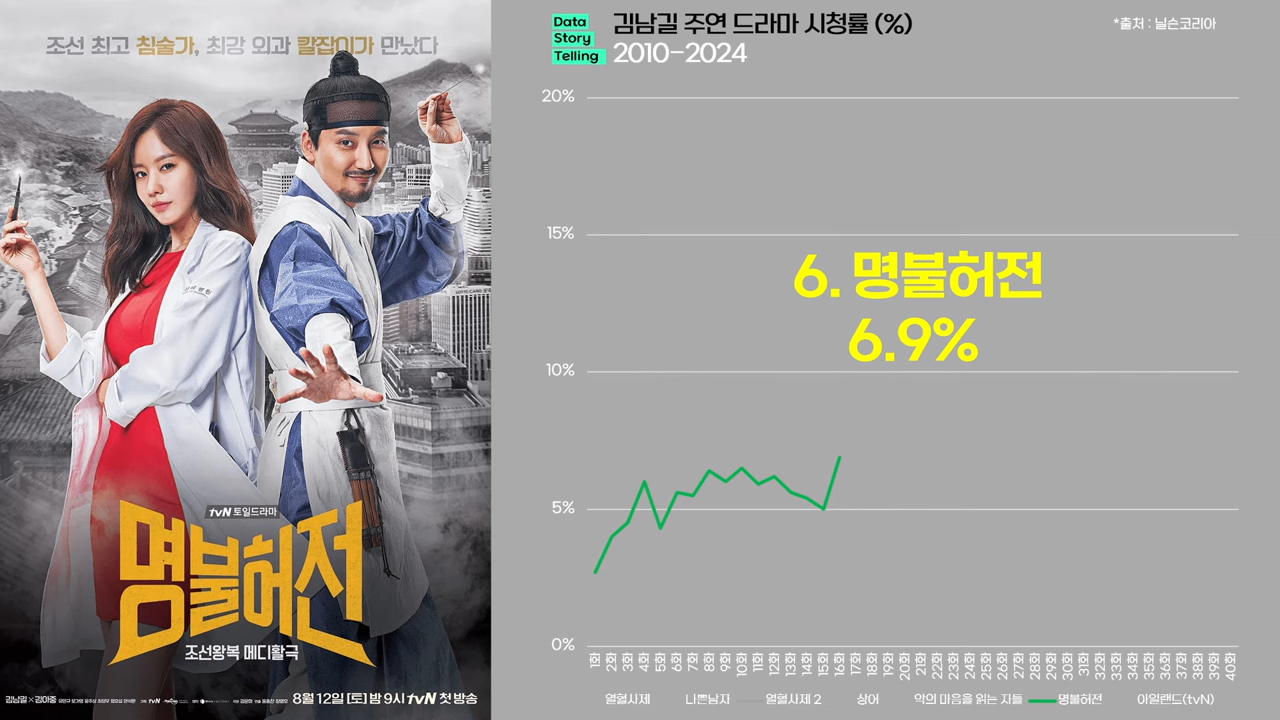 조선 최고 침술가, 최강 외과 칼잡이가 만났다
tvN 토일드라마
명불허전
조선왕복 메디활극
김남길×김아중
8월 12일 [토] 밤 9시 tvN 첫 방송
Data
Story
Telling
김남길 주연 드라마 시청률 (%)
2010-2024
*출처 : 닐슨코리아
20%
15%
6. 명불허전
6.9%
10%
5%
0%
1회 2회 3회 4회 5회 6회 7회 8회 9회 10회 11회 12회 13회 14회 15회 16회 17회 18회 19회 20회 21회 22회 23회 24회 25회 26회 27회 28회 29회 30회 31회 32회 33회 34회 35회 36회 37회 38회 39회 40회
열혈사제 나쁜남자 열혈사제 2 상어 악의 마음을 읽는 자들 명불허전 아일랜드(tvN)